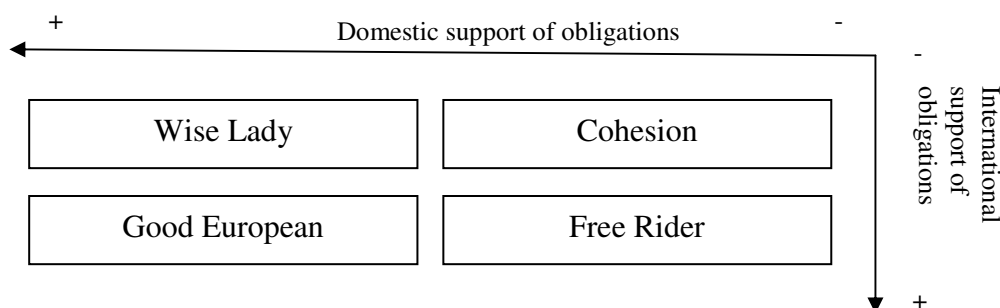 +
-
Domestic support of obligations
-
Wise Lady
Cohesion
Good European
Free Rider
International
support of
obligations
+